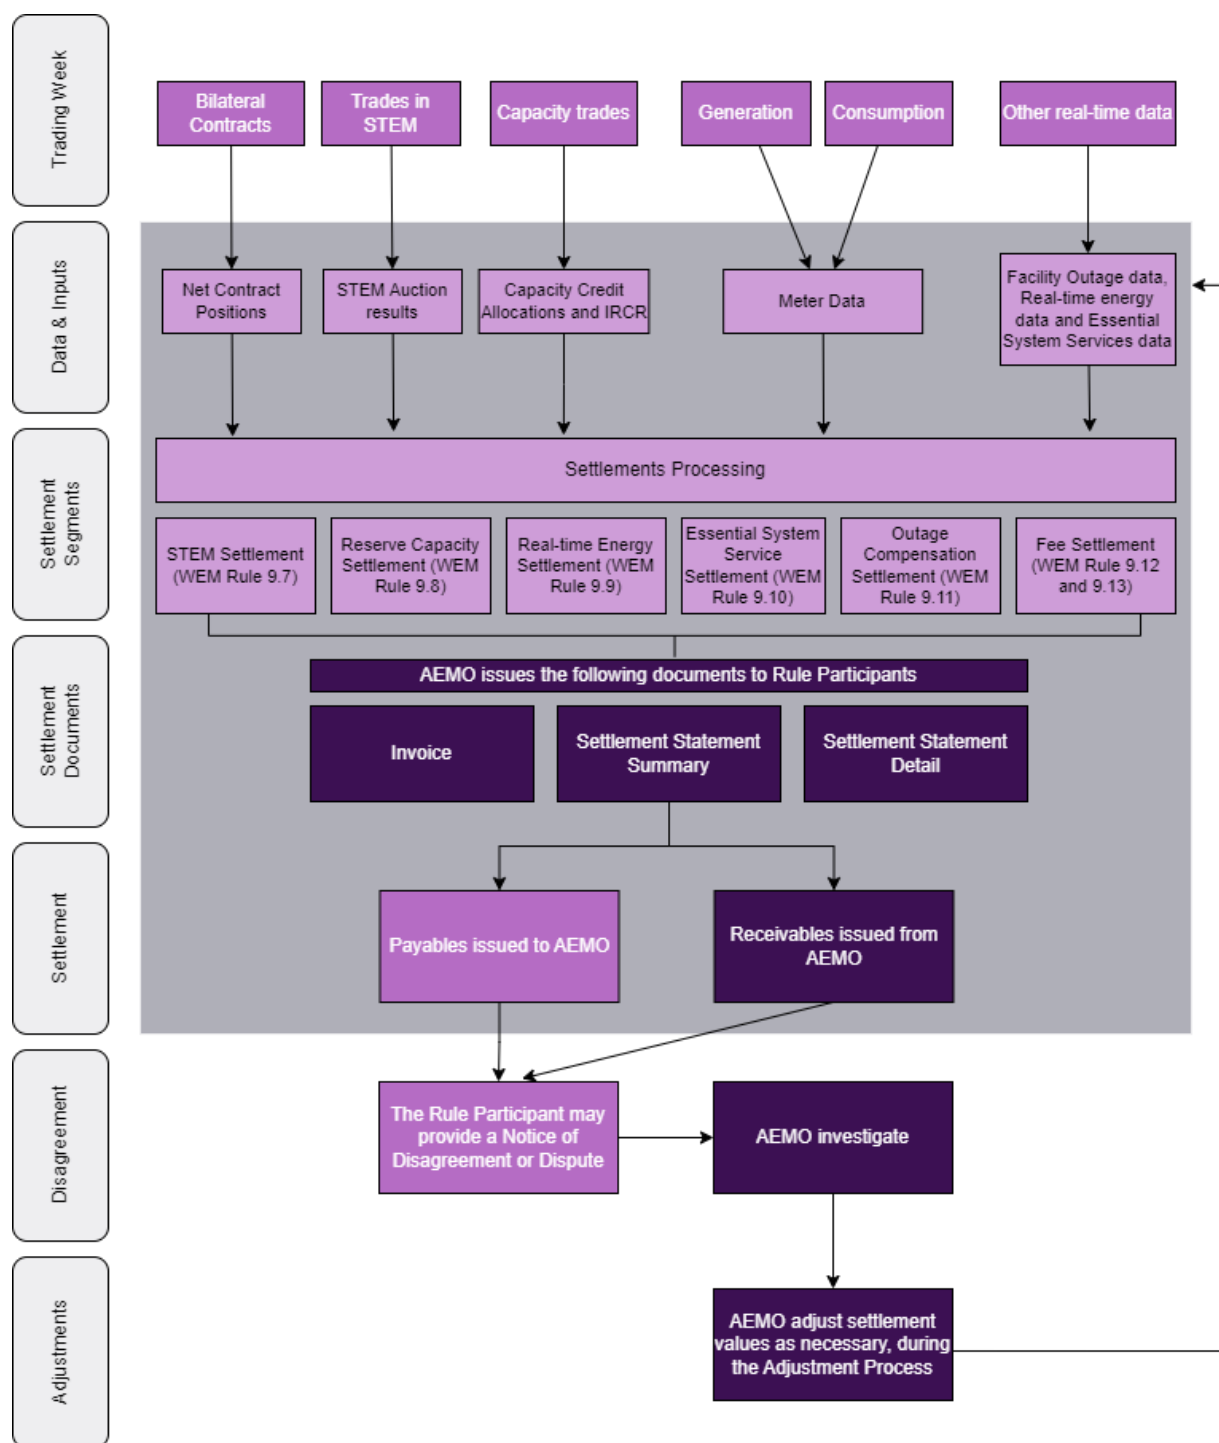 Trading Week
Bilateral
Contracts
Trades in
STEM
Capacity trades
Generation
Consumption
Other real-time data
Data & Inputs
Net Contract
Positions
STEM Auction
results
Capacity Credit
Allocations and IRCR
Meter Data
Facility Outage data,
Real-time energy
data and Essential
System Services data
Settlement
Segments
Settlements Processing
STEM Settlement
(WEM Rule 9.7)
Reserve Capacity
Settlement (WEM
Rule 9.8)
Real-time Energy
Settlement (WEM
Rule 9.9)
Essential System
Service
Settlement (WEM
Rule 9.10)
Outage
Compensation
Settlement (WEM
Rule 9.11)
Fee Settlement
(WEM Rule 9.12
and 9.13)
Settlement
Documents
AEMO issues the following documents to Rule Participants
Invoice
Settlement Statement
Summary
Settlement Statement
Detail
Settlement
Payables issued to AEMO
Receivables issued from
AEMO
Disagreement
The Rule Participant may
provide a Notice of
Disagreement or Dispute
AEMO investigate
Adjustments
AEMO adjust settlement
values as necessary, during
the Adjustment Process